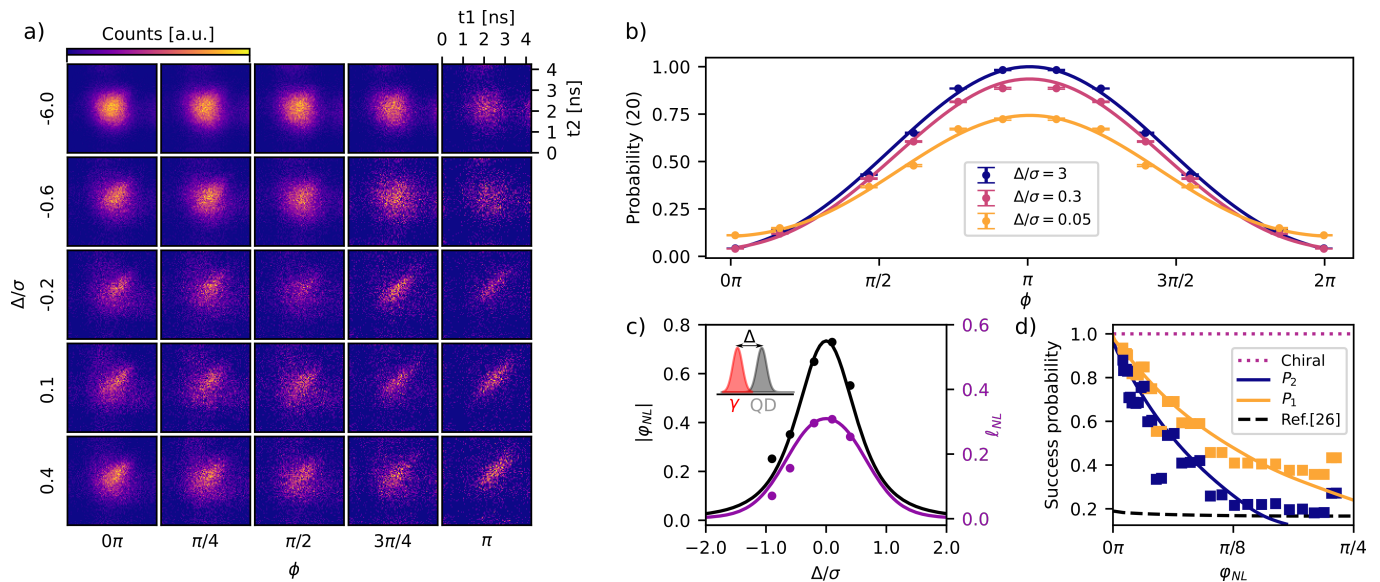 a)
Counts [a.u.]
t1 [ns]
0 1 2 3 4
4
3
2
1
0
t2 [ns]
-6.0
-0.6
-0.2
0.1
0.4
Δ/σ
0π π/4 π/2 3π/4 π
ϕ
b)
Probability (20)
1.00
0.75
0.50
0.25
0.00
Δ/σ = 3
Δ/σ = 0.3
Δ/σ = 0.05
0π π/2 π 3π/2 2π
ϕ
c)
|φ_NL|
0.8
0.6
0.4
0.2
0.0
Δ
γ QD
0.6
0.4
0.2
0.1
0.0
ℓ_NL
−2.0 −1.0 0.0 1.0 2.0
Δ/σ
d)
Success probability
1.0
0.8
0.6
0.4
0.2
Chiral
P₂
P₁
Ref.[26]
0π π/8 π/4
φ_NL